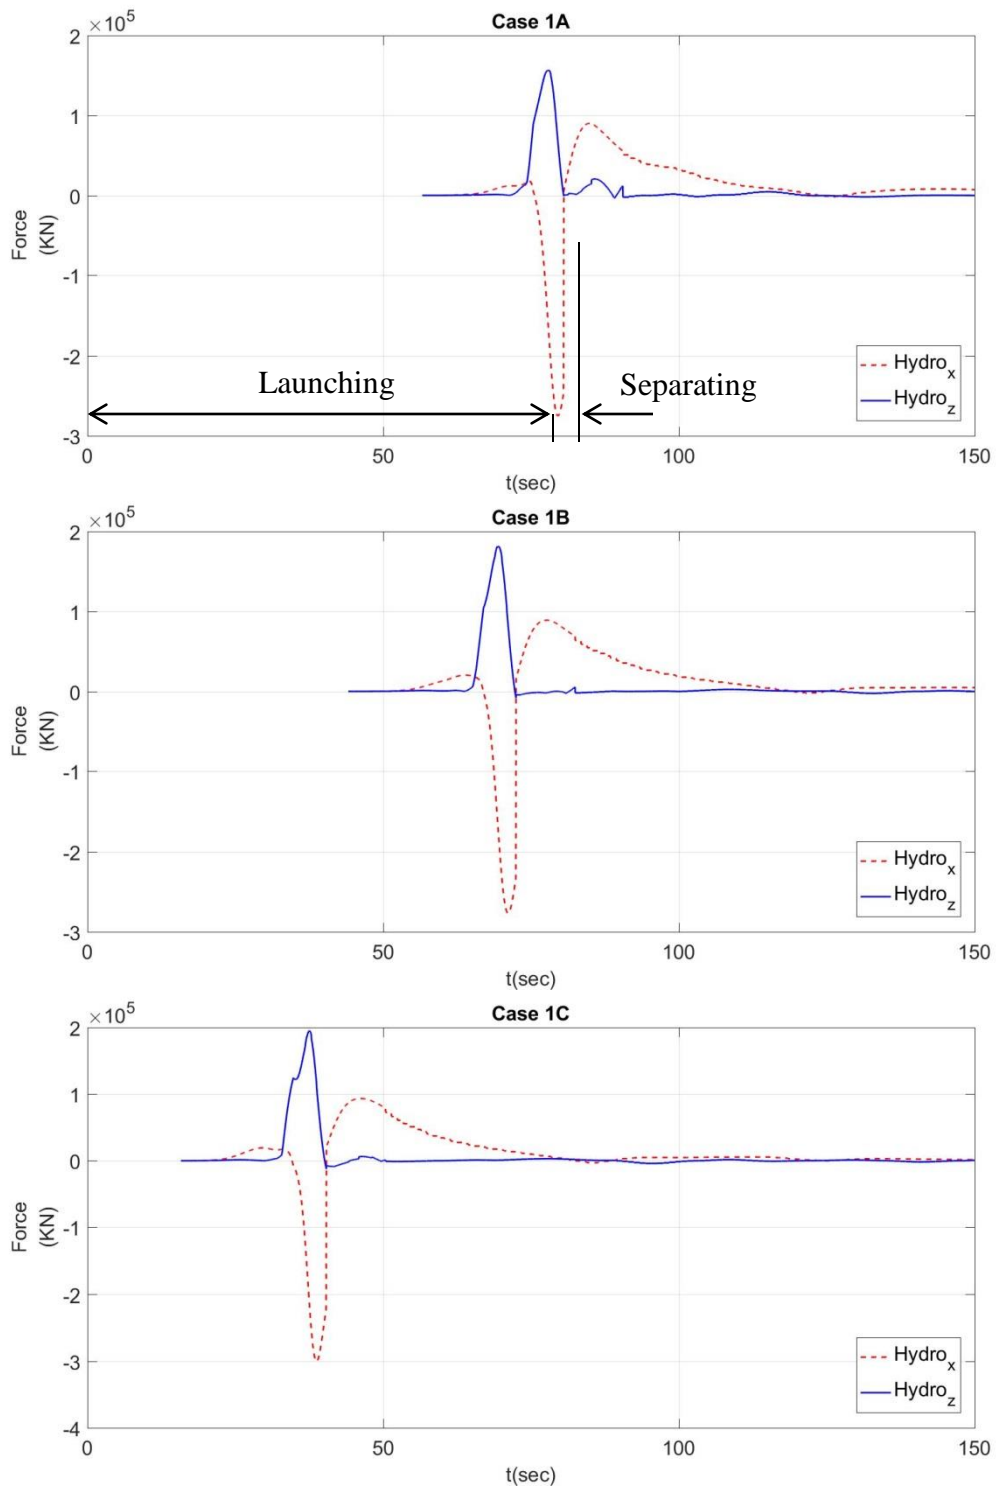 Case 1A
×10^5
2
1
0
-1
-2
-3
Force
(KN)
Launching
Separating
Hydro_x
Hydro_z
0 50 100 150
t(sec)
Case 1B
×10^5
2
1
0
-1
-2
-3
Force
(KN)
Hydro_x
Hydro_z
0 50 100 150
t(sec)
Case 1C
×10^5
2
1
0
-1
-2
-3
-4
Force
(KN)
Hydro_x
Hydro_z
0 50 100 150
t(sec)